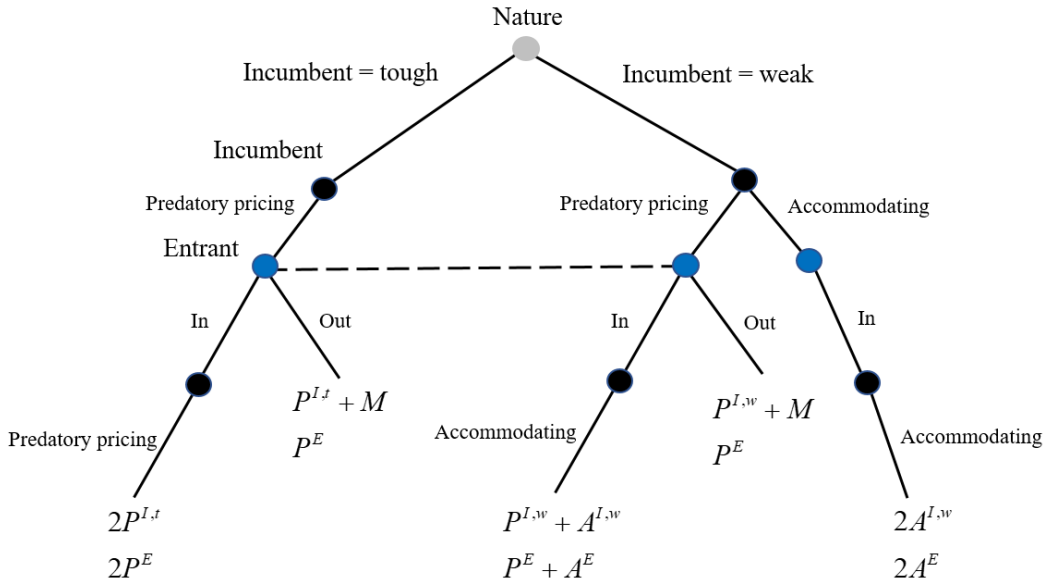 Nature
Incumbent = tough
Incumbent = weak
Incumbent
Predatory pricing
Predatory pricing
Accommodating
Entrant
In
Out
In
Out
In
P^{I,t} + M
P^E
P^{I,w} + M
P^E
Predatory pricing
Accommodating
Accommodating
2P^{I,t}
2P^E
P^{I,w} + A^{I,w}
P^E + A^E
2A^{I,w}
2A^E